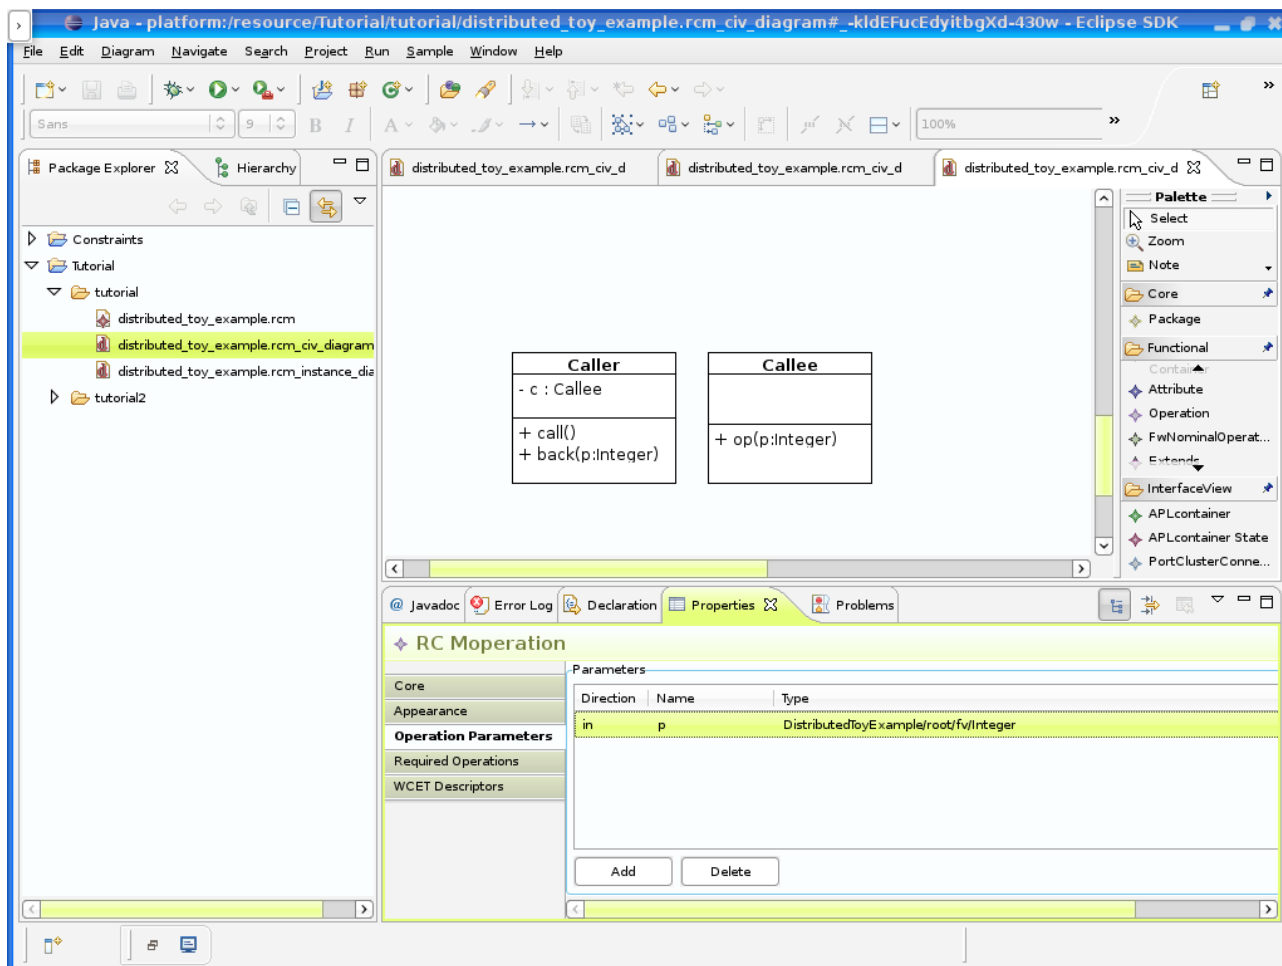 Java - platform:/resource/Tutorial/tutorial/distributed_toy_example.rcm_civ_diagram#_-kldEFucEdyitbgXd-430w - Eclipse SDK
File Edit Diagram Navigate Search Project Run Sample Window Help
Sans 9 B I A 100%
Package Explorer Hierarchy
distributed_toy_example.rcm_civ_d distributed_toy_example.rcm_civ_d distributed_toy_example.rcm_civ_d
Constraints
Tutorial
tutorial
distributed_toy_example.rcm
distributed_toy_example.rcm_civ_diagram
distributed_toy_example.rcm_instance_dia
tutorial2
Caller
- c : Callee
+ call()
+ back(p:Integer)
Callee
+ op(p:Integer)
Palette
Select
Zoom
Note
Core
Package
Functional
Container
Attribute
Operation
FwNominalOperat...
Extends
InterfaceView
APLcontainer
APLcontainer State
PortClusterConne...
@ Javadoc Error Log Declaration Properties Problems
RC Moperation
Core
Appearance
Operation Parameters
Required Operations
WCET Descriptors
Parameters
Direction Name Type
in p DistributedToyExample/root/fv/Integer
Add Delete